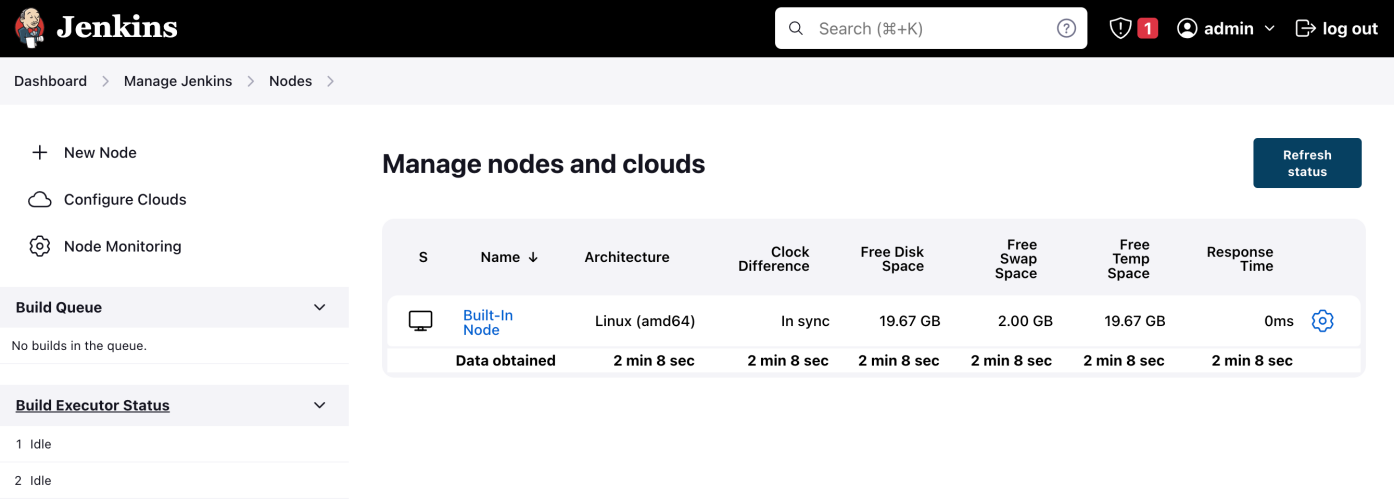 Jenkins
Search (⌘+K)
1
admin
log out
Dashboard
Manage Jenkins
Nodes
New Node
Configure Clouds
Node Monitoring
Build Queue
No builds in the queue.
Build Executor Status
1 Idle
2 Idle
Manage nodes and clouds
Refresh
status
S
Name ↓
Architecture
Clock
Difference
Free Disk
Space
Free
Swap
Space
Free
Temp
Space
Response
Time
Built-In
Node
Linux (amd64)
In sync
19.67 GB
2.00 GB
19.67 GB
0ms
Data obtained
2 min 8 sec
2 min 8 sec
2 min 8 sec
2 min 8 sec
2 min 8 sec
2 min 8 sec